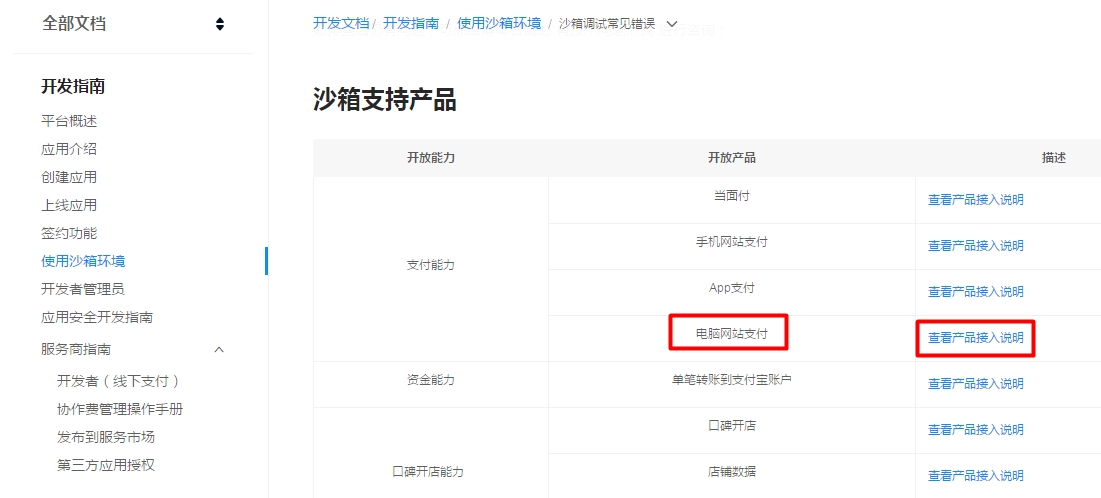 全部文档
开发指南
平台概述
应用介绍
创建应用
上线应用
签约功能
使用沙箱环境
开发者管理员
应用安全开发指南
服务商指南
开发者（线下支付）
协作费管理操作手册
发布到服务市场
第三方应用授权
开发文档 / 开发指南 / 使用沙箱环境 / 沙箱调试常见错误
沙箱支持产品
开放能力 开放产品 描述
支付能力
当面付 查看产品接入说明
手机网站支付 查看产品接入说明
App支付 查看产品接入说明
电脑网站支付 查看产品接入说明
资金能力 单笔转账到支付宝账户 查看产品接入说明
口碑开店能力
口碑开店 查看产品接入说明
店铺数据 查看产品接入说明